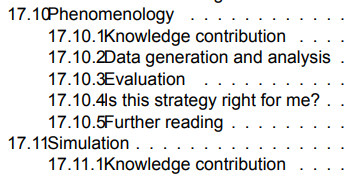 17.10Phenomenology . . . . . . . . . . . .
17.10.1Knowledge contribution . . . .
17.10.2Data generation and analysis .
17.10.3Evaluation . . . . . . . . . . .
17.10.4Is this strategy right for me? . .
17.10.5Further reading . . . . . . . . .
17.11Simulation . . . . . . . . . . . . . . . .
17.11.1Knowledge contribution . . . .